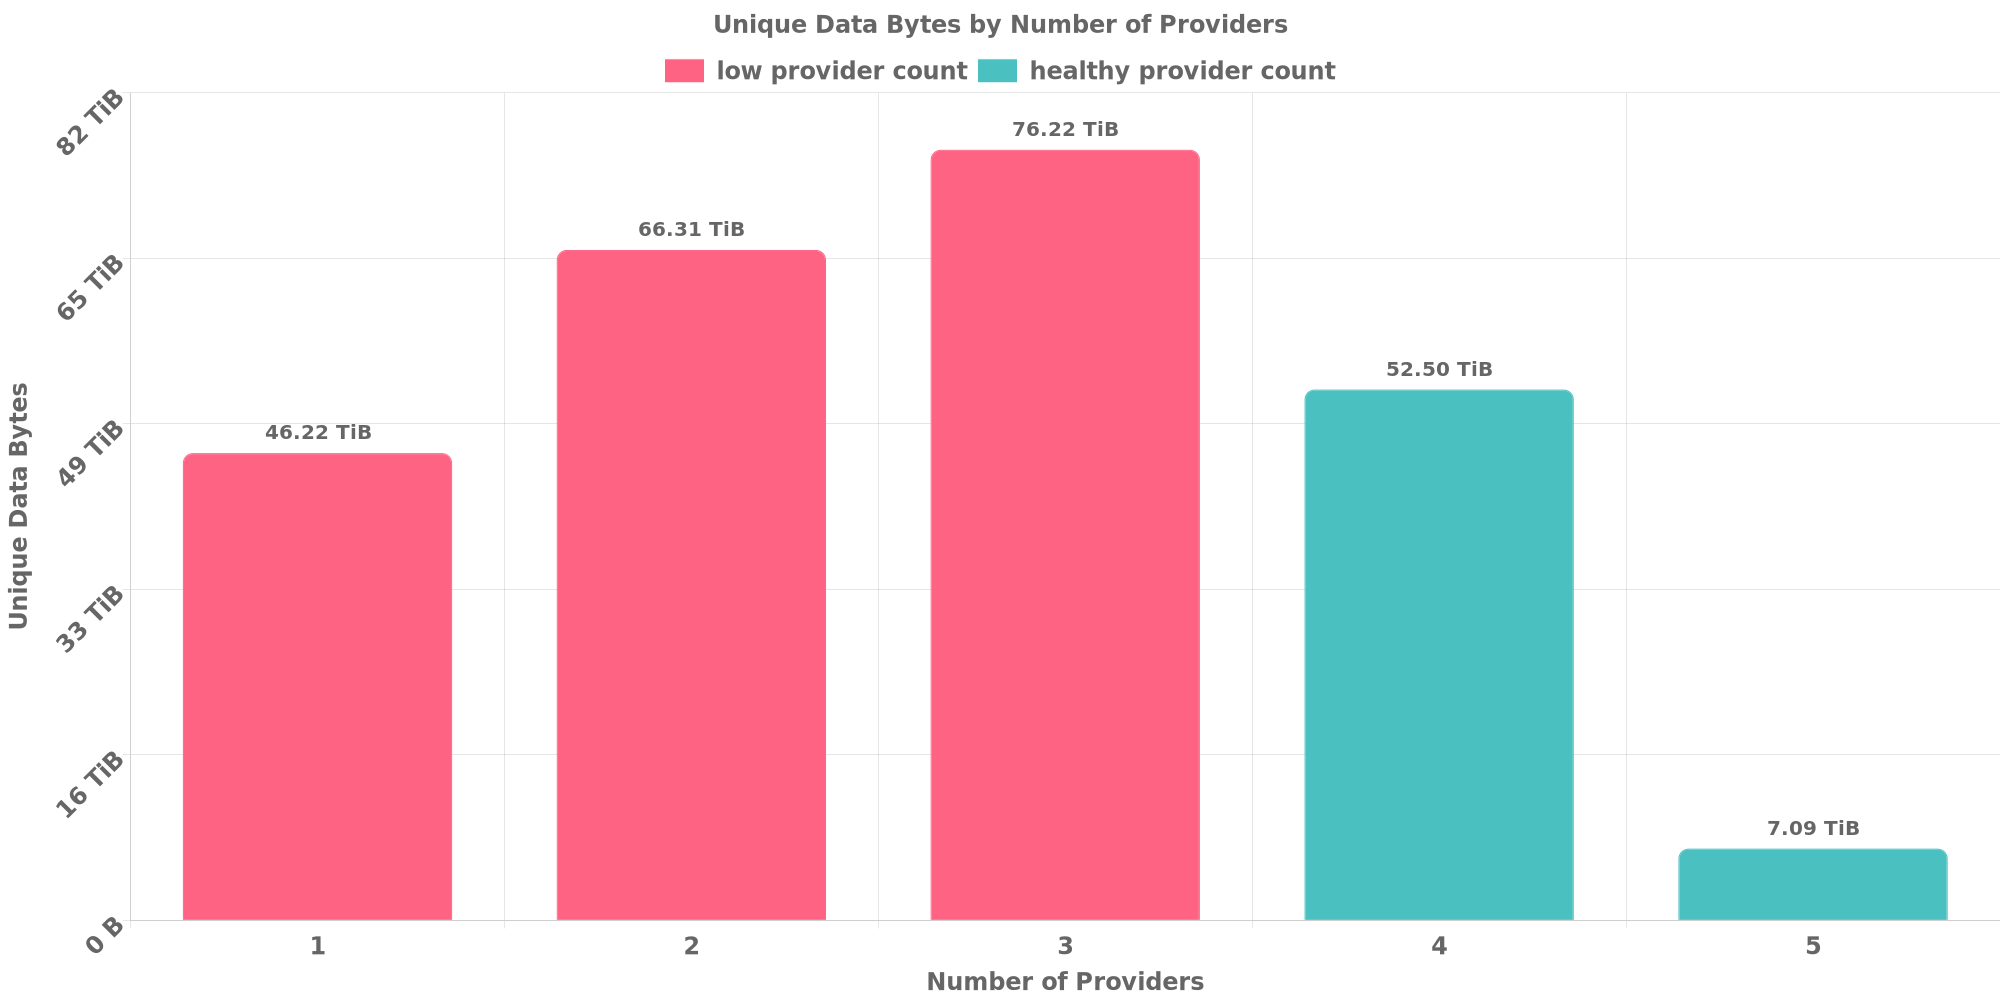 Unique Data Bytes by Number of Providers
low provider count healthy provider count
82 TiB
65 TiB
49 TiB
33 TiB
16 TiB
0 B
Unique Data Bytes
46.22 TiB
66.31 TiB
76.22 TiB
52.50 TiB
7.09 TiB
1 2 3 4 5
Number of Providers